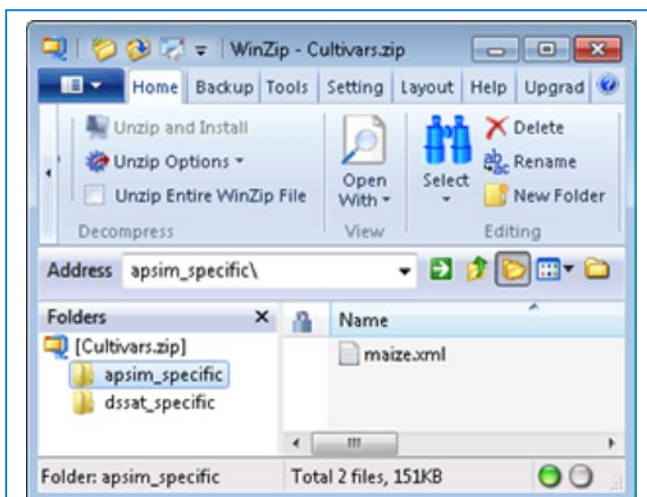 WinZip - Cultivars.zip
Home Backup Tools Setting Layout Help Upgrad
Unzip and Install
Unzip Options
Unzip Entire WinZip File
Decompress
Open With
View
Select
Delete
Rename
New Folder
Editing
Address apsim_specific\
Folders x
[Cultivars.zip]
apsim_specific
dssat_specific
Name
maize.xml
Folder: apsim_specific Total 2 files, 151KB